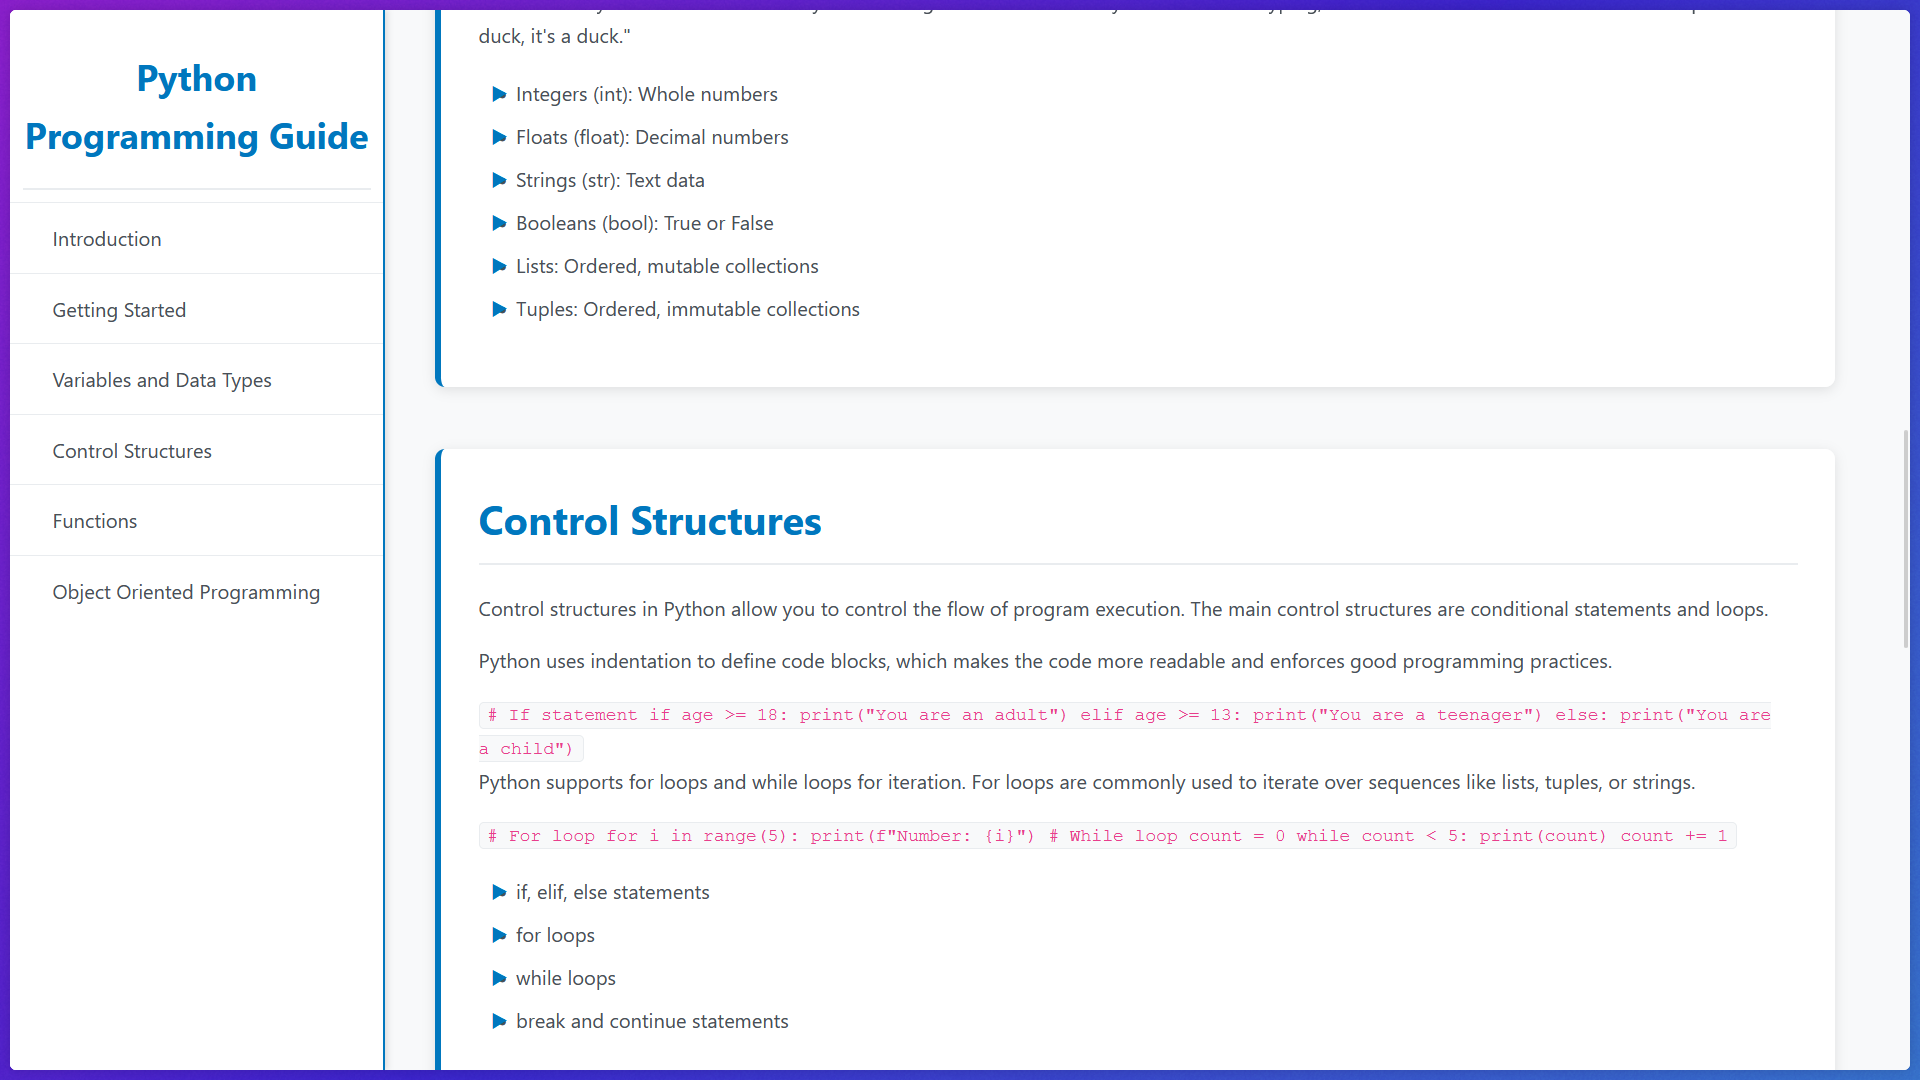 Python
Programming Guide
Introduction
Getting Started
Variables and Data Types
Control Structures
Functions
Object Oriented Programming
duck, it's a duck."
Integers (int): Whole numbers
Floats (float): Decimal numbers
Strings (str): Text data
Booleans (bool): True or False
Lists: Ordered, mutable collections
Tuples: Ordered, immutable collections
Control Structures
Control structures in Python allow you to control the flow of program execution. The main control structures are conditional statements and loops.
Python uses indentation to define code blocks, which makes the code more readable and enforces good programming practices.
# If statement if age >= 18: print("You are an adult") elif age >= 13: print("You are a teenager") else: print("You are
a child")
Python supports for loops and while loops for iteration. For loops are commonly used to iterate over sequences like lists, tuples, or strings.
# For loop for i in range(5): print(f"Number: {i}") # While loop count = 0 while count < 5: print(count) count += 1
if, elif, else statements
for loops
while loops
break and continue statements